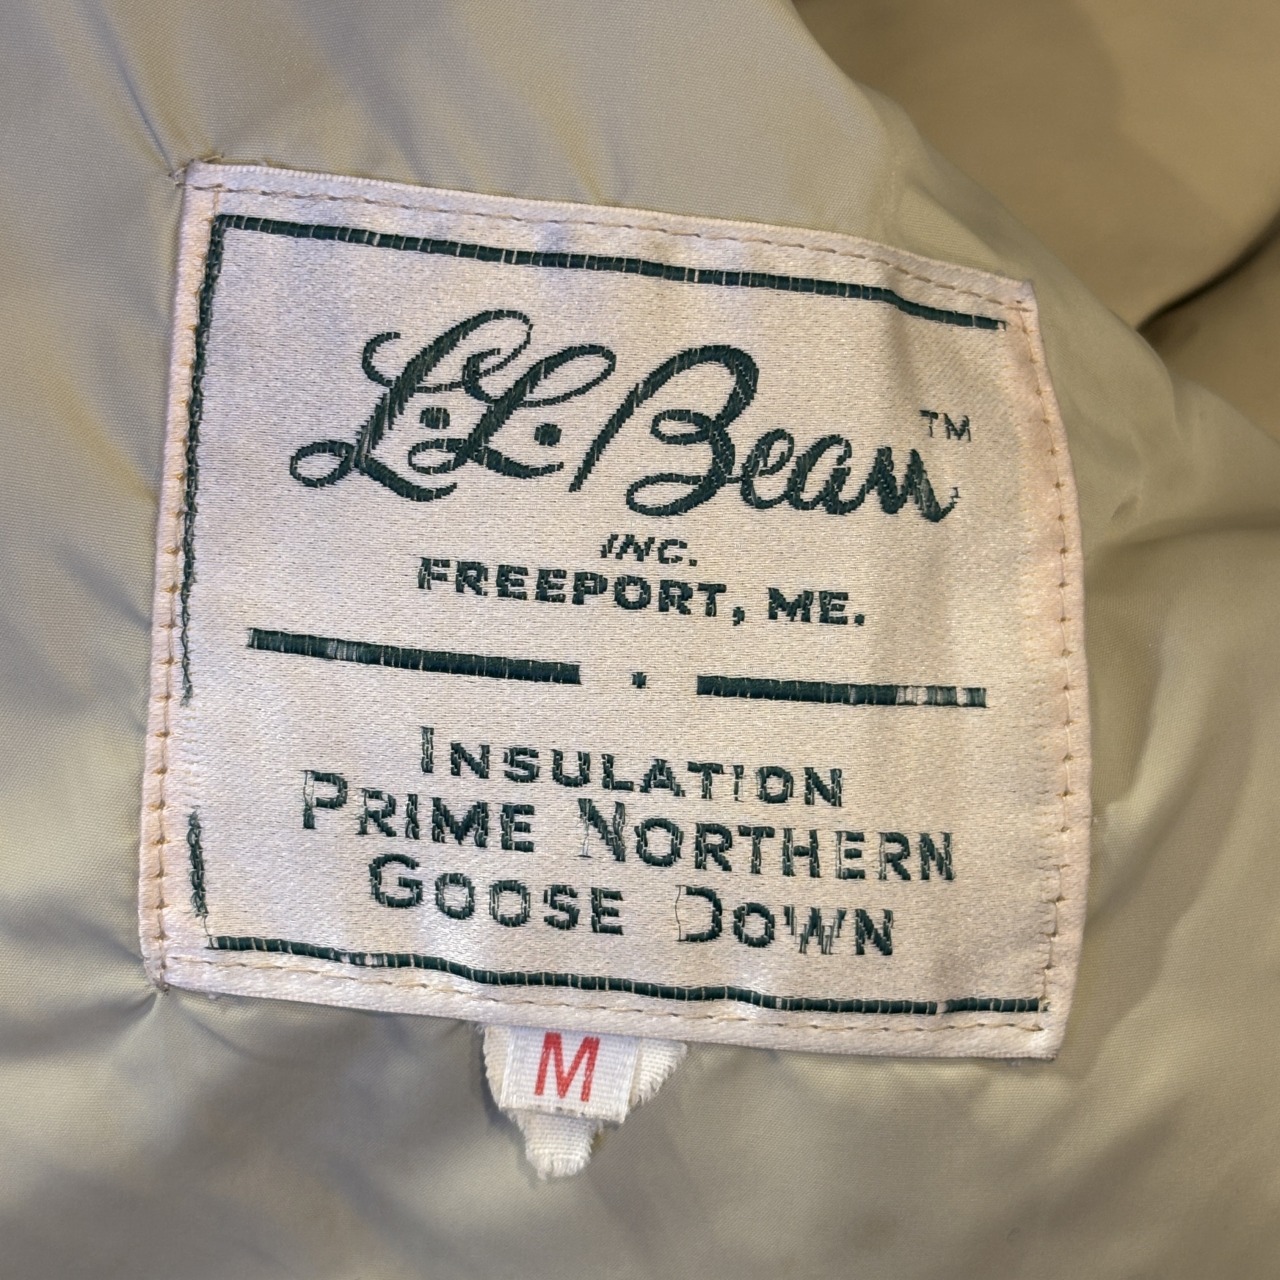 L.L.Bean™
INC.
FREEPORT, ME.
INSULATION
PRIME NORTHERN
GOOSE DOWN
M